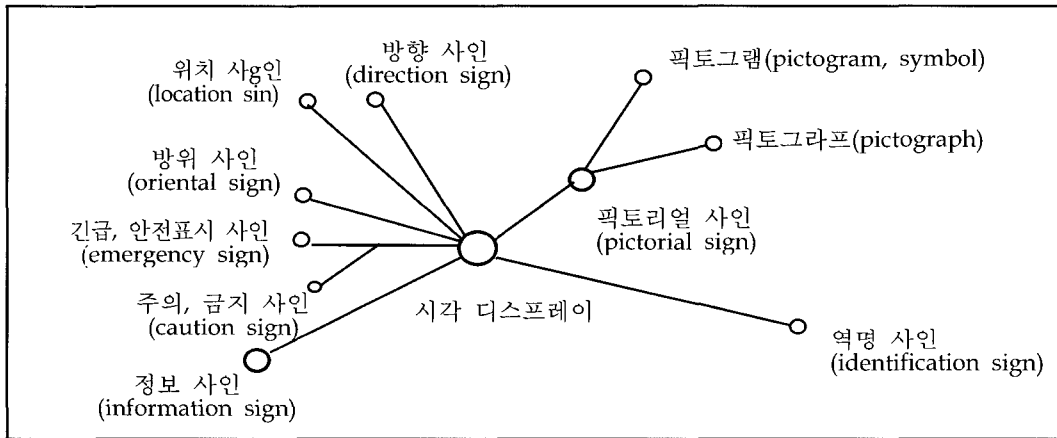 위치 사g인
(location sin)
방향 사인
(direction sign)
픽토그램(pictogram, symbol)
픽토그라프(pictograph)
방위 사인
(oriental sign)
픽토리얼 사인
(pictorial sign)
긴급, 안전표시 사인
(emergency sign)
주의, 금지 사인
(caution sign)
시각 디스프레이
역명 사인
(identification sign)
정보 사인
(information sign)